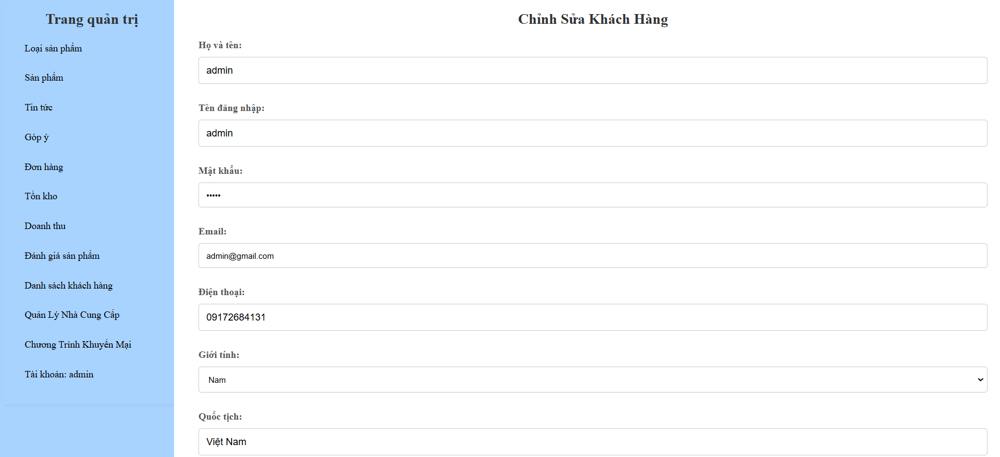 Trang quản trị
Loại sản phẩm
Sản phẩm
Tin tức
Góp ý
Đơn hàng
Tồn kho
Doanh thu
Đánh giá sản phẩm
Danh sách khách hàng
Quản Lý Nhà Cung Cấp
Chương Trình Khuyến Mại
Tài khoản: admin
Chỉnh Sửa Khách Hàng
Họ và tên:
admin
Tên đăng nhập:
admin
Mật khẩu:
•••••
Email:
admin@gmail.com
Điện thoại:
09172684131
Giới tính:
Nam
Quốc tịch:
Việt Nam